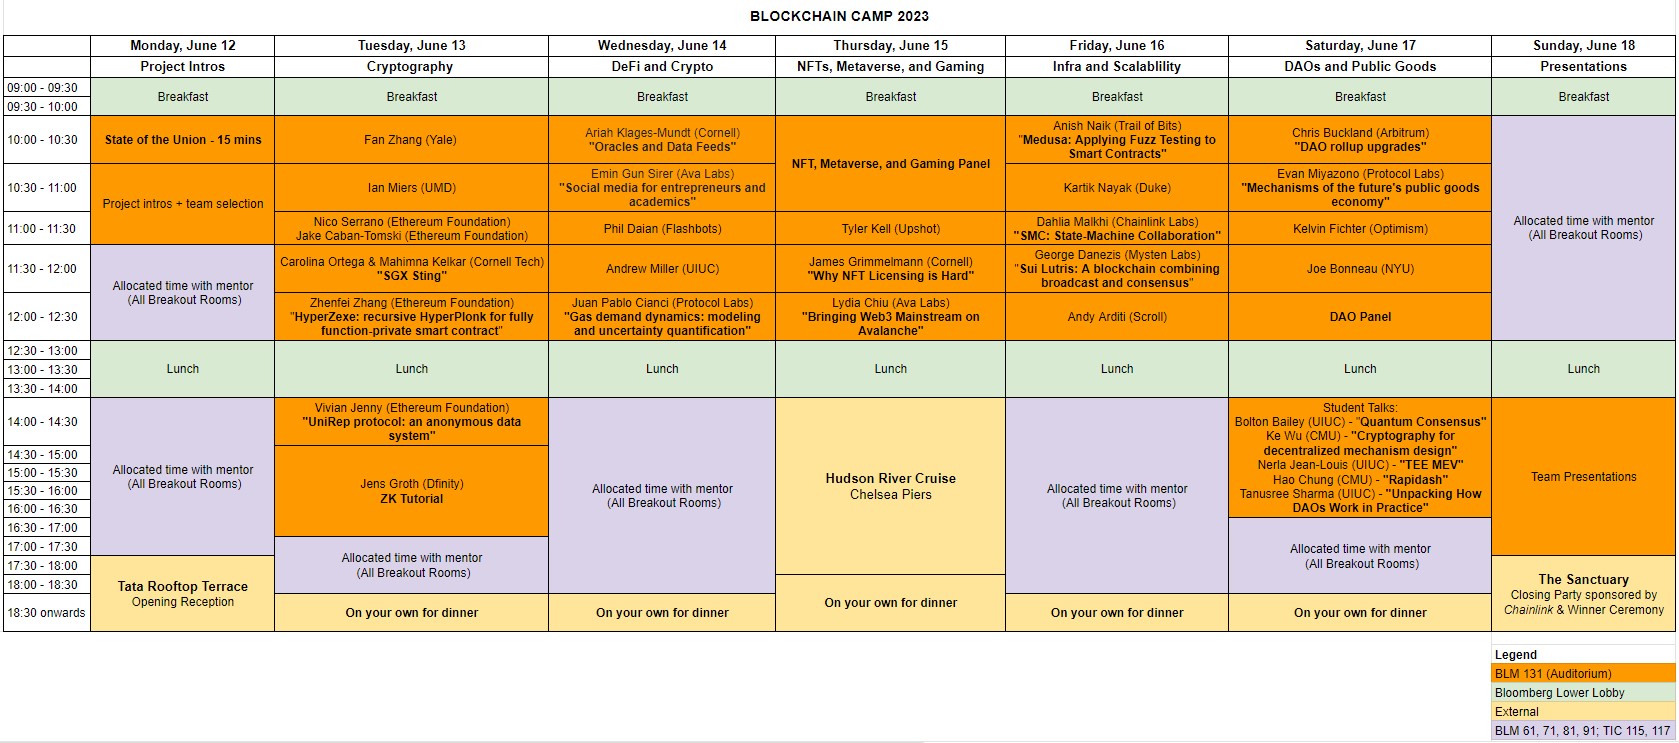 BLOCKCHAIN CAMP 2023
Monday, June 12
Tuesday, June 13
Wednesday, June 14
Thursday, June 15
Friday, June 16
Saturday, June 17
Sunday, June 18
Project Intros
Cryptography
DeFi and Crypto
NFTs, Metaverse, and Gaming
Infra and Scalablility
DAOs and Public Goods
Presentations
09:00 - 09:30
09:30 - 10:00
Breakfast
Breakfast
Breakfast
Breakfast
Breakfast
Breakfast
Breakfast
10:00 - 10:30
State of the Union - 15 mins
Fan Zhang (Yale)
Ariah Klages-Mundt (Cornell)
"Oracles and Data Feeds"
NFT, Metaverse, and Gaming Panel
Anish Naik (Trail of Bits)
"Medusa: Applying Fuzz Testing to
Smart Contracts"
Chris Buckland (Arbitrum)
"DAO rollup upgrades"
Allocated time with mentor
(All Breakout Rooms)
10:30 - 11:00
Project intros + team selection
Ian Miers (UMD)
Emin Gun Sirer (Ava Labs)
"Social media for entrepreneurs and
academics"
Kartik Nayak (Duke)
Evan Miyazono (Protocol Labs)
"Mechanisms of the future's public goods
economy"
11:00 - 11:30
Nico Serrano (Ethereum Foundation)
Jake Caban-Tomski (Ethereum Foundation)
Phil Daian (Flashbots)
Tyler Kell (Upshot)
Dahlia Malkhi (Chainlink Labs)
"SMC: State-Machine Collaboration"
Kelvin Fichter (Optimism)
11:30 - 12:00
Allocated time with mentor
(All Breakout Rooms)
Carolina Ortega & Mahimna Kelkar (Cornell Tech)
"SGX Sting"
Andrew Miller (UIUC)
James Grimmelmann (Cornell)
"Why NFT Licensing is Hard"
George Danezis (Mysten Labs)
"Sui Lutris: A blockchain combining
broadcast and consensus"
Joe Bonneau (NYU)
12:00 - 12:30
Zhenfei Zhang (Ethereum Foundation)
"HyperZexe: recursive HyperPlonk for fully
function-private smart contract"
Juan Pablo Cianci (Protocol Labs)
"Gas demand dynamics: modeling
and uncertainty quantification"
Lydia Chiu (Ava Labs)
"Bringing Web3 Mainstream on
Avalanche"
Andy Arditi (Scroll)
DAO Panel
12:30 - 13:00
13:00 - 13:30
13:30 - 14:00
Lunch
Lunch
Lunch
Lunch
Lunch
Lunch
Lunch
14:00 - 14:30
14:30 - 15:00
15:00 - 15:30
15:30 - 16:00
16:00 - 16:30
16:30 - 17:00
17:00 - 17:30
17:30 - 18:00
18:00 - 18:30
18:30 onwards
Allocated time with mentor
(All Breakout Rooms)
Tata Rooftop Terrace
Opening Reception
Vivian Jenny (Ethereum Foundation)
"UniRep protocol: an anonymous data
system"
Jens Groth (Dfinity)
ZK Tutorial
Allocated time with mentor
(All Breakout Rooms)
On your own for dinner
Allocated time with mentor
(All Breakout Rooms)
On your own for dinner
Hudson River Cruise
Chelsea Piers
On your own for dinner
Allocated time with mentor
(All Breakout Rooms)
On your own for dinner
Student Talks:
Bolton Bailey (UIUC) - "Quantum Consensus"
Ke Wu (CMU) - "Cryptography for
decentralized mechanism design"
Nerla Jean-Louis (UIUC) - "TEE MEV"
Hao Chung (CMU) - "Rapidash"
Tanusree Sharma (UIUC) - "Unpacking How
DAOs Work in Practice"
Allocated time with mentor
(All Breakout Rooms)
On your own for dinner
Team Presentations
The Sanctuary
Closing Party sponsored by
Chainlink & Winner Ceremony
Legend
BLM 131 (Auditorium)
Bloomberg Lower Lobby
External
BLM 61, 71, 81, 91; TIC 115, 117